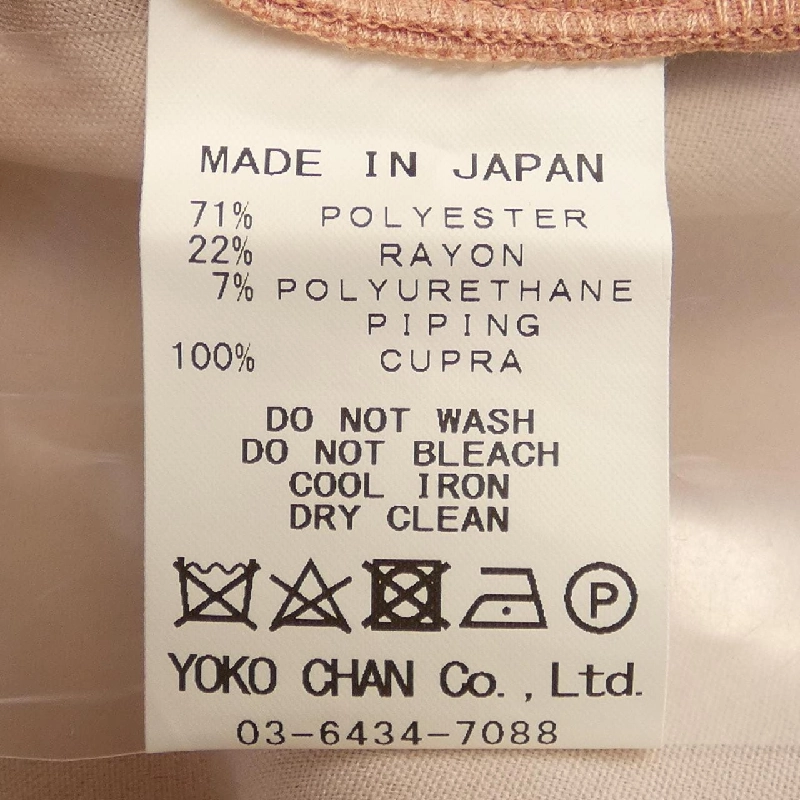 MADE IN JAPAN
71% POLYESTER
22% RAYON
7% POLYURETHANE
PIPING
100% CUPRA
DO NOT WASH
DO NOT BLEACH
COOL IRON
DRY CLEAN
P
YOKO CHAN Co.,Ltd.
03-6434-7088